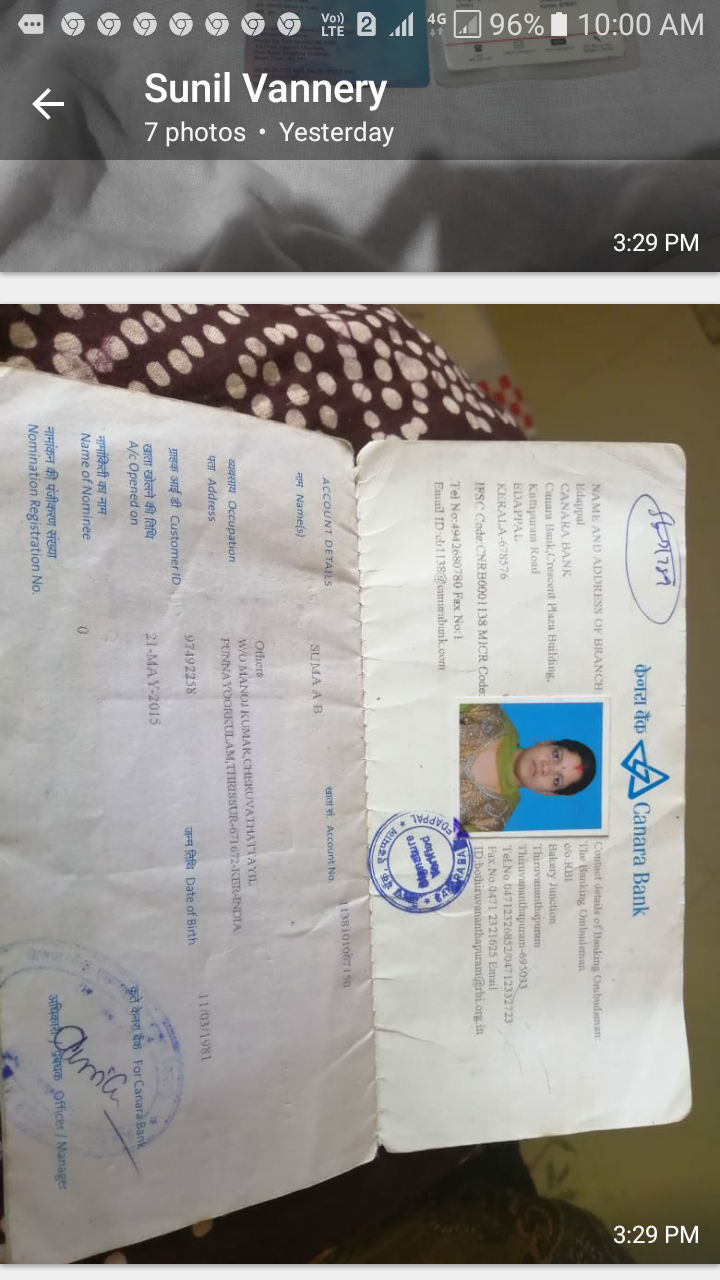 Vo))
LTE
2
4G
96%
10:00 AM
Sunil Vannery
7 photos • Yesterday
3:29 PM
केनरा बैंक Canara Bank
NAME AND ADDRESS OF BRANCH:
Edappal
CANARA BANK
Canara Bank,Crescent Plaza Building,
Kuttipuram Road
EDAPPAL
KERALA-678576
IFSC Code:CNRB0001138 MICR Code:
Tel No:4942680780 Fax No:1
Email ID:cb1138@canarabank.com
Contact details of Banking Ombudsman:
The Banking Ombudsman
c/o RBI
Bakery Junction
Thiruvananthapuram
Thiruvananthapuram-695033
Tel.No.04712326852/04712332723
Fax.No.0471 2321625 Email
ID:bothiruvananthapuram@rbi.org.in
ACCOUNT DETAILS
खाता सं. Account No. 1138101067150
नाम Name(s) SUMA A B
व्यवसाय Occupation Others
पता Address W/O MANOJ KUMAR,CHERUVATHATTAYIL
PUNNAYOORKULAM,THRISSUR-671672-KER-INDIA
ग्राहक आई डी Customer ID 97492258
जन्म तिथि Date of Birth 11/03/1981
खाता खोलने की तिथि
A/c Opened on 21-MAY-2015
नामांकिती का नाम
Name of Nominee 0
नामांकन की पंजीकरण संख्या
Nomination Registration No.
कृते केनरा बैंक For Canara Bank
अधिकारी प्रबंधक Officer / Manager
3:29 PM